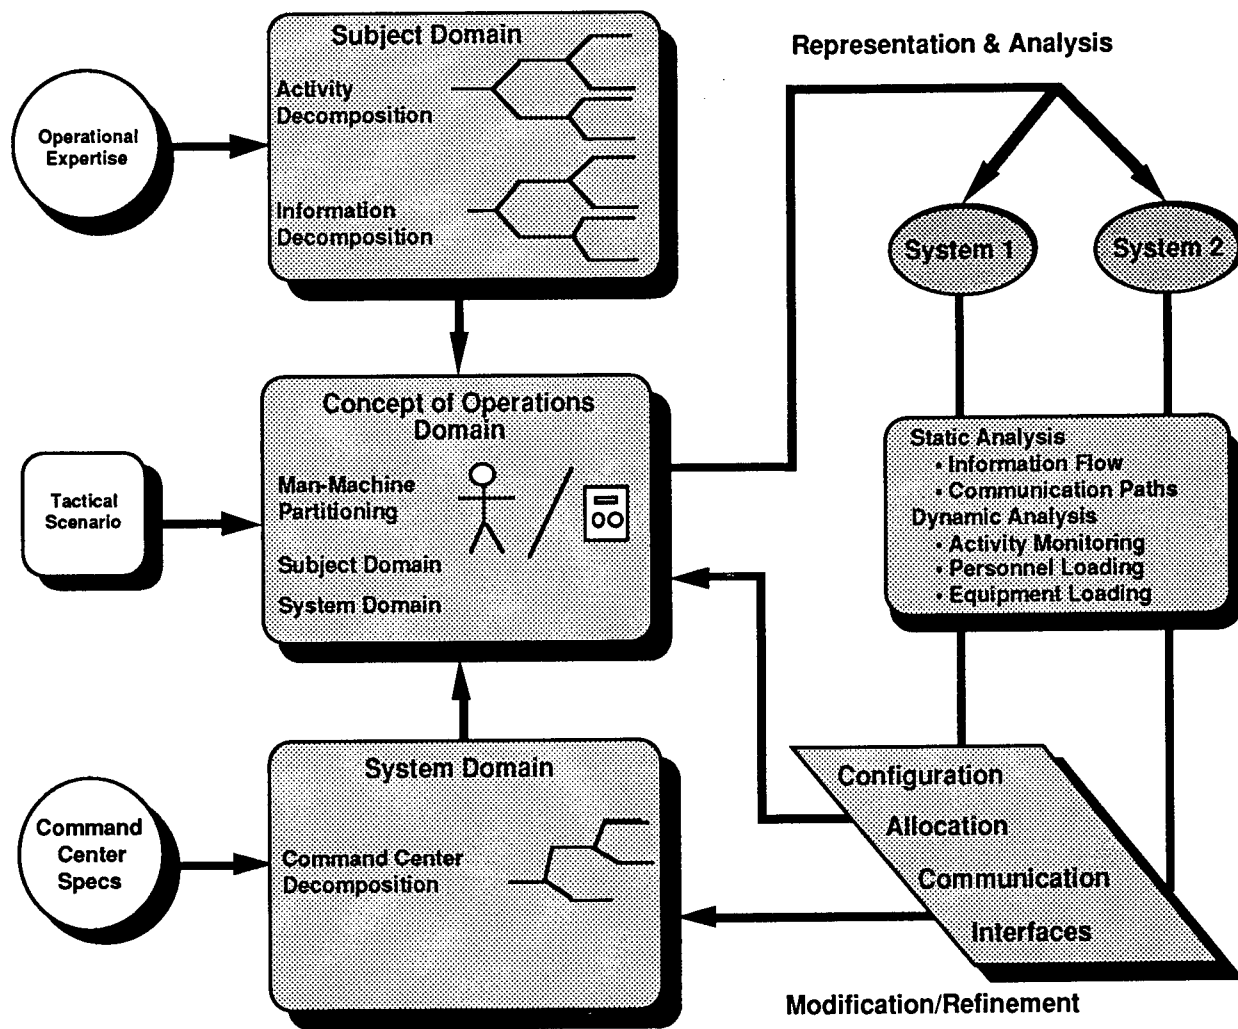 Subject Domain
Activity
Decomposition
Information
Decomposition
Operational
Expertise
Representation & Analysis
System 1
System 2
Concept of Operations
Domain
Man-Machine
Partitioning
Subject Domain
System Domain
Tactical
Scenario
Static Analysis
• Information Flow
• Communication Paths
Dynamic Analysis
• Activity Monitoring
• Personnel Loading
• Equipment Loading
System Domain
Command Center
Decomposition
Command
Center
Specs
Configuration
Allocation
Communication
Interfaces
Modification/Refinement